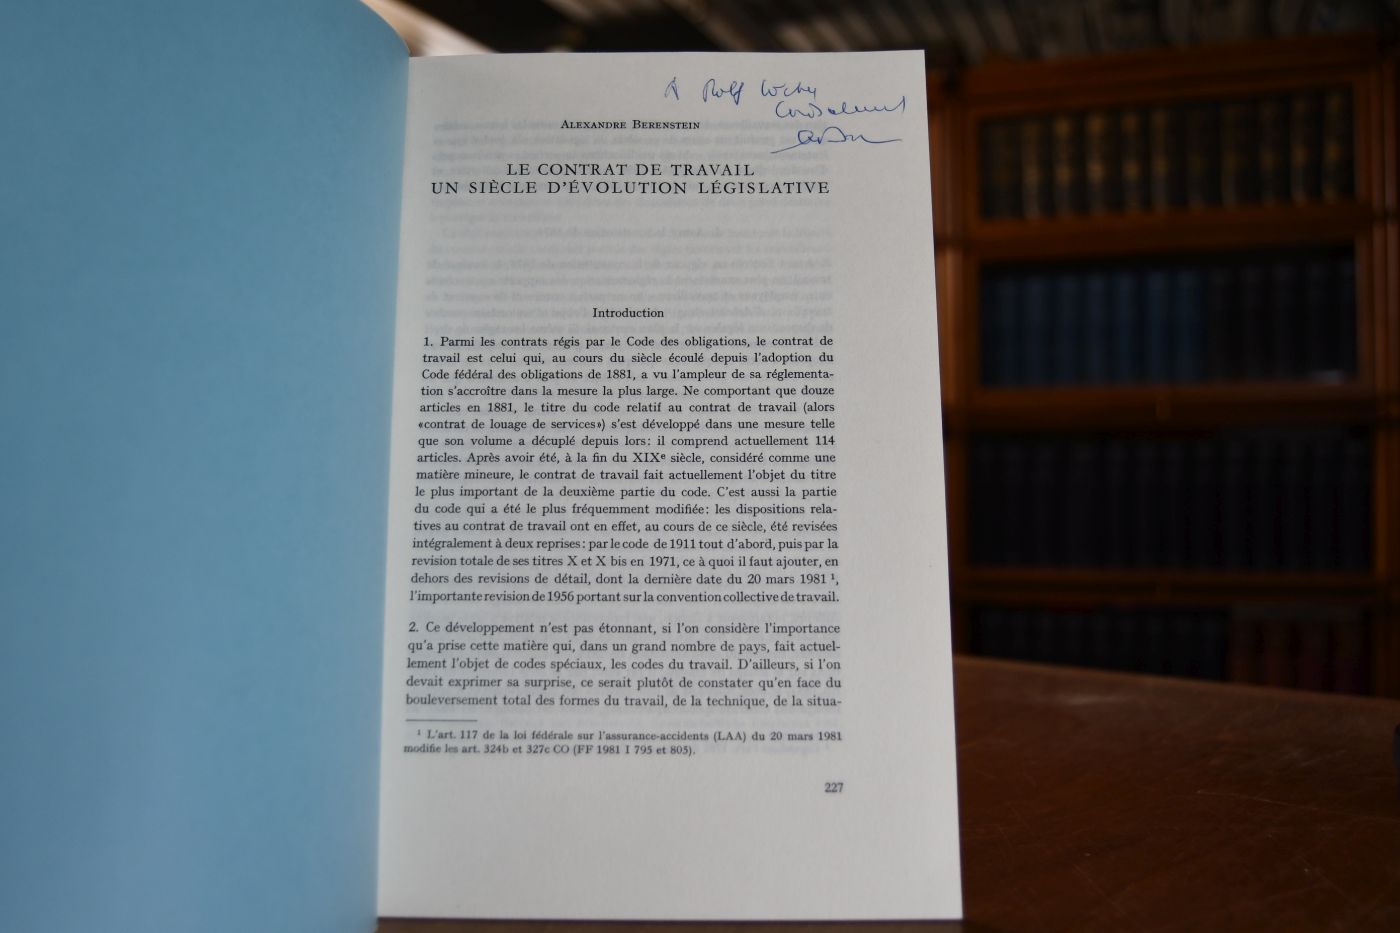 À Rolf
Cordialement
ALEXANDRE BERENSTEIN
LE CONTRAT DE TRAVAIL
UN SIÈCLE D'ÉVOLUTION LÉGISLATIVE
Introduction
1. Parmi les contrats régis par le Code des obligations, le contrat de
travail est celui qui, au cours du siècle écoulé depuis l'adoption du
Code fédéral des obligations de 1881, a vu l'ampleur de sa réglementa-
tion s'accroître dans la mesure la plus large. Ne comportant que douze
articles en 1881, le titre du code relatif au contrat de travail (alors
«contrat de louage de services») s'est développé dans une mesure telle
que son volume a décuplé depuis lors: il comprend actuellement 114
articles. Après avoir été, à la fin du XIXᵉ siècle, considéré comme une
matière mineure, le contrat de travail fait actuellement l'objet du titre
le plus important de la deuxième partie du code. C'est aussi la partie
du code qui a été le plus fréquemment modifiée: les dispositions rela-
tives au contrat de travail ont en effet, au cours de ce siècle, été revisées
intégralement à deux reprises: par le code de 1911 tout d'abord, puis par la
revision totale de ses titres X et X bis en 1971, ce à quoi il faut ajouter, en
dehors des revisions de détail, dont la dernière date du 20 mars 1981 ¹,
l'importante revision de 1956 portant sur la convention collective de travail.
2. Ce développement n'est pas étonnant, si l'on considère l'importance
qu'a prise cette matière qui, dans un grand nombre de pays, fait actuel-
lement l'objet de codes spéciaux, les codes du travail. D'ailleurs, si l'on
devait exprimer sa surprise, ce serait plutôt de constater qu'en face du
bouleversement total des formes du travail, de la technique, de la situa-
¹ L'art. 117 de la loi fédérale sur l'assurance-accidents (LAA) du 20 mars 1981
modifie les art. 324b et 327c CO (FF 1981 I 795 et 805).
227